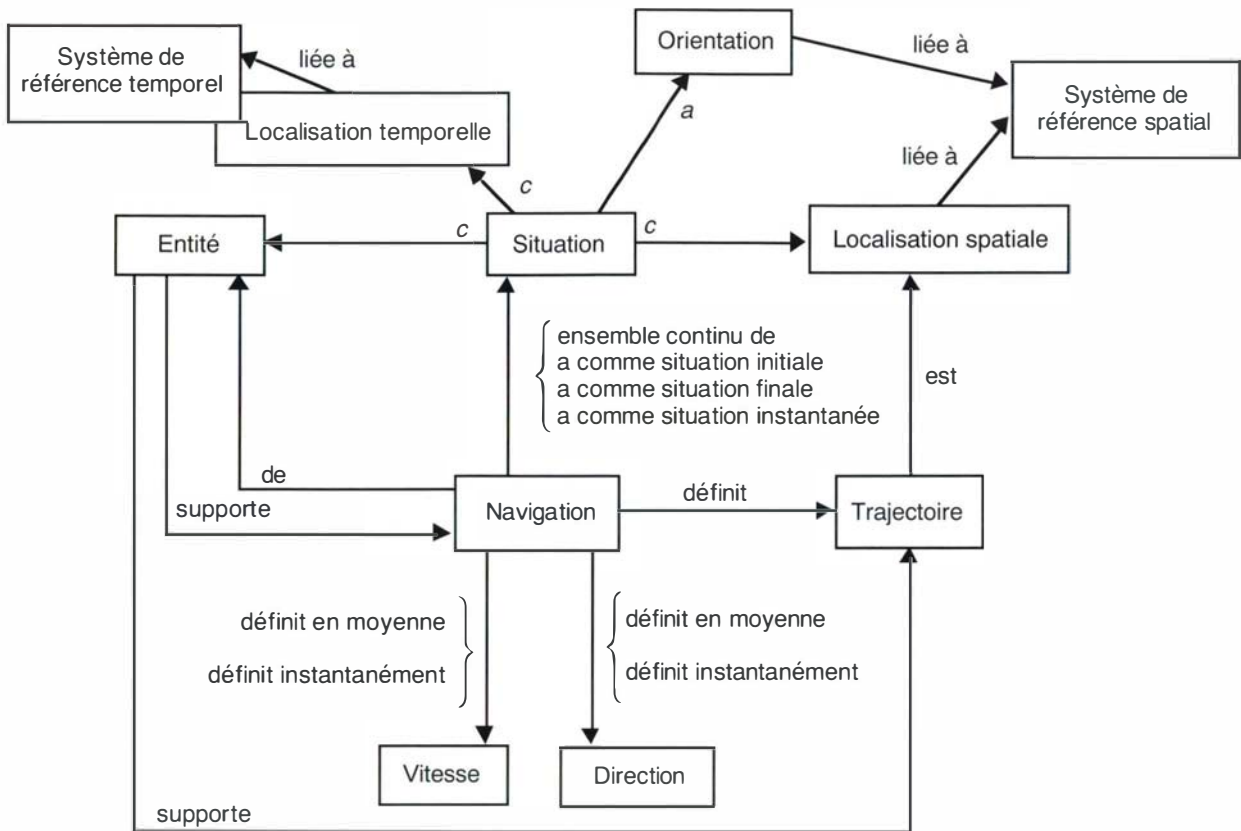 Système de
référence temporel
liée à
Localisation temporelle
Orientation
liée à
Système de
référence spatial
a
liée à
c
Entité
c
Situation
c
Localisation spatiale
ensemble continu de
a comme situation initiale
a comme situation finale
a comme situation instantanée
est
de
supporte
Navigation
définit
Trajectoire
définit en moyenne
définit instantanément
définit en moyenne
définit instantanément
Vitesse
Direction
supporte